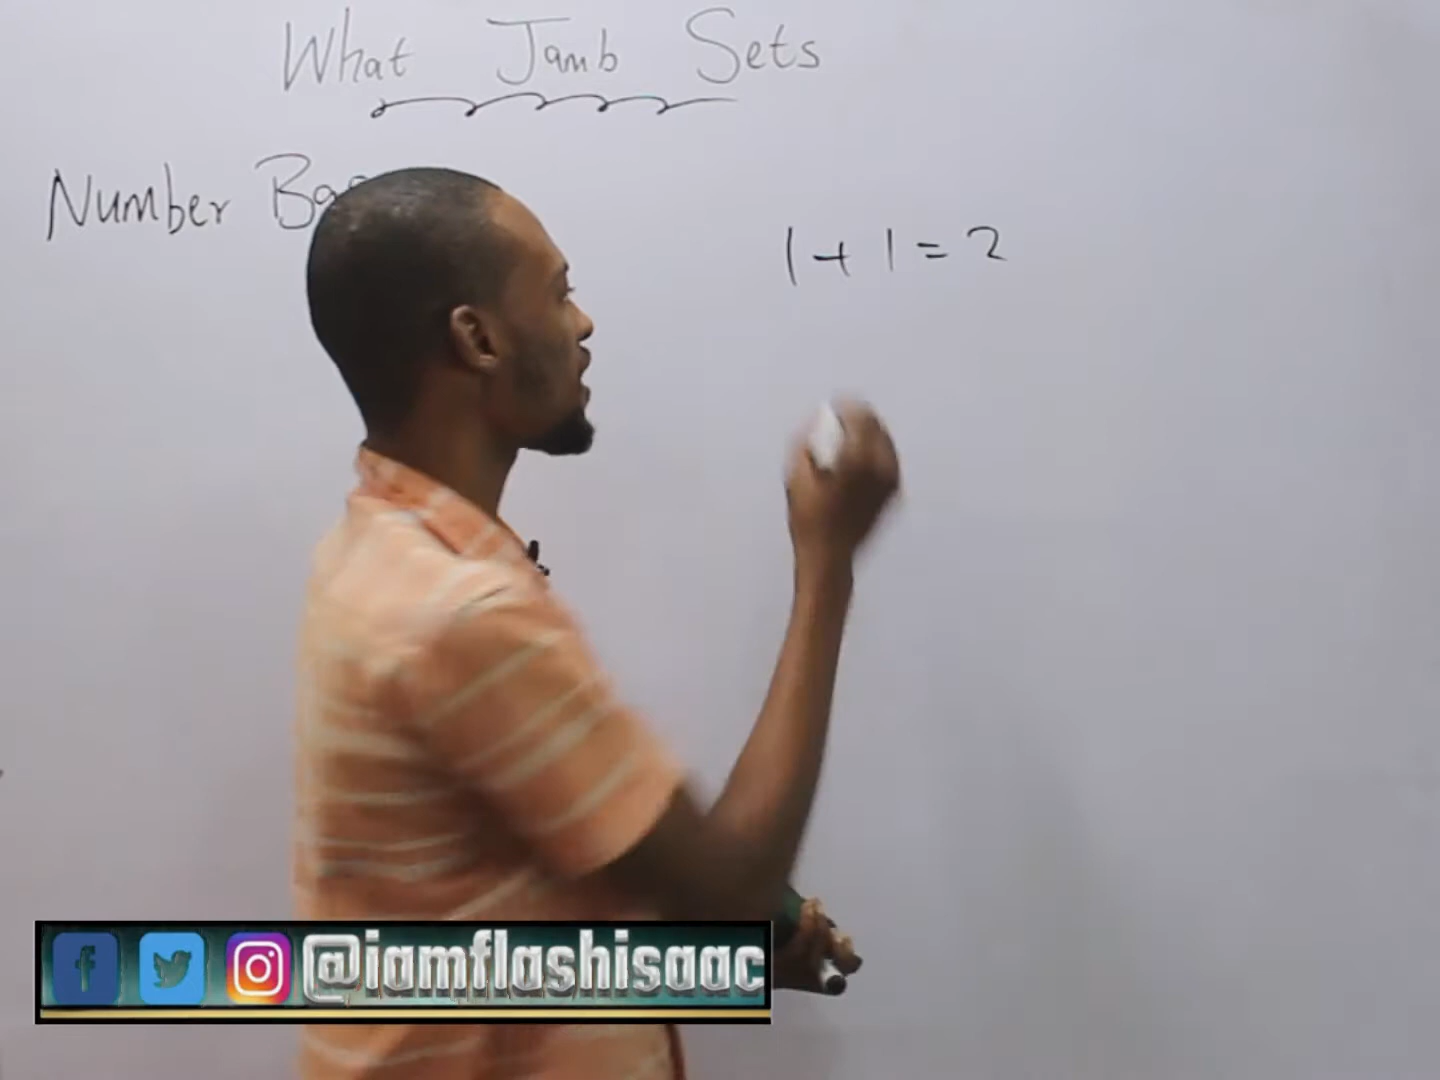 What Jamb Sets
Number
1 + 1 = 2
@iamflashisaac